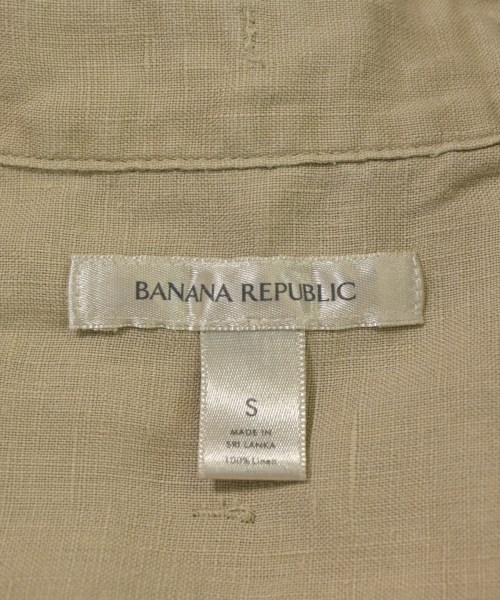 BANANA REPUBLIC
S
MADE IN
SRI LANKA
100% Linen